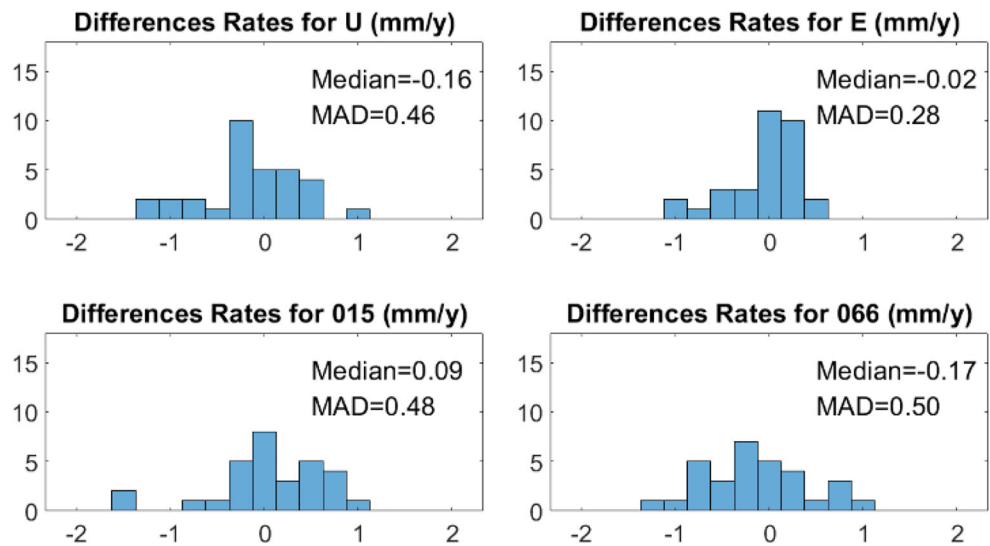 Differences Rates for U (mm/y)
Median=-0.16
MAD=0.46
15
10
5
0
-2 -1 0 1 2
Differences Rates for E (mm/y)
Median=-0.02
MAD=0.28
15
10
5
0
-2 -1 0 1 2
Differences Rates for 015 (mm/y)
Median=0.09
MAD=0.48
15
10
5
0
-2 -1 0 1 2
Differences Rates for 066 (mm/y)
Median=-0.17
MAD=0.50
15
10
5
0
-2 -1 0 1 2